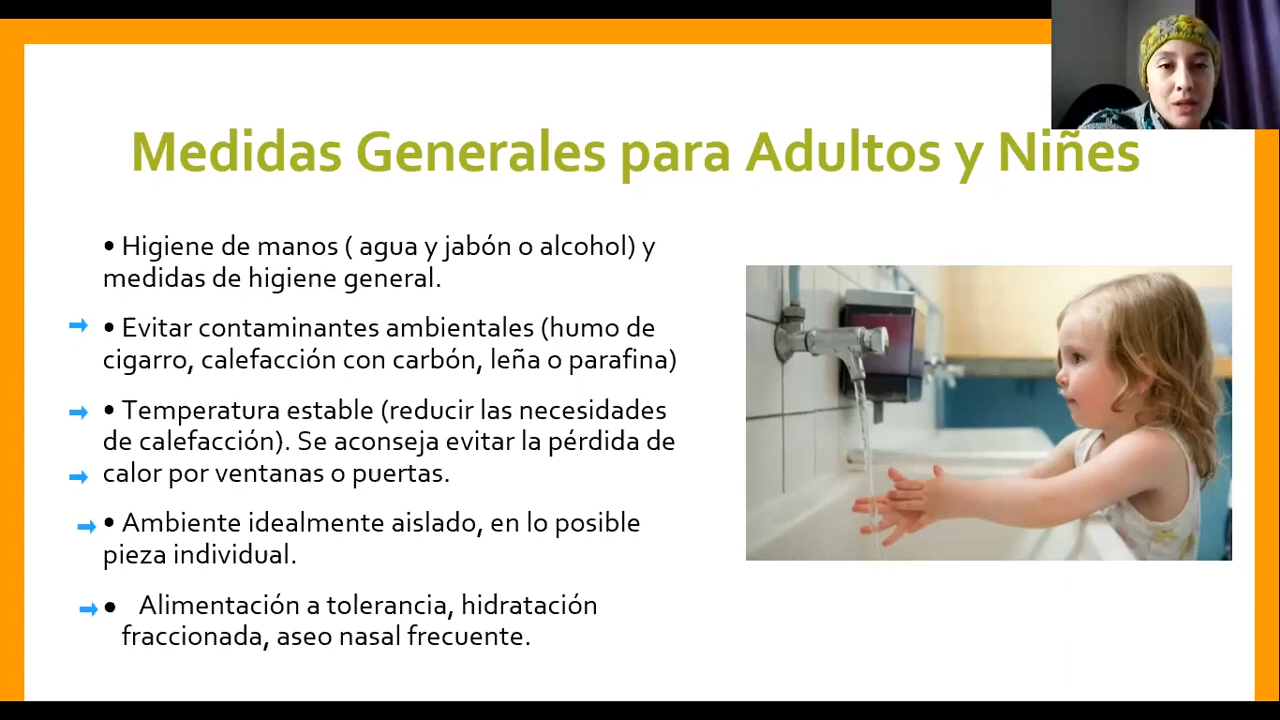 Medidas Generales para Adultos y Niñes
• Higiene de manos ( agua y jabón o alcohol) y
medidas de higiene general.
• Evitar contaminantes ambientales (humo de
cigarro, calefacción con carbón, leña o parafina)
• Temperatura estable (reducir las necesidades
de calefacción). Se aconseja evitar la pérdida de
calor por ventanas o puertas.
• Ambiente idealmente aislado, en lo posible
pieza individual.
• Alimentación a tolerancia, hidratación
fraccionada, aseo nasal frecuente.